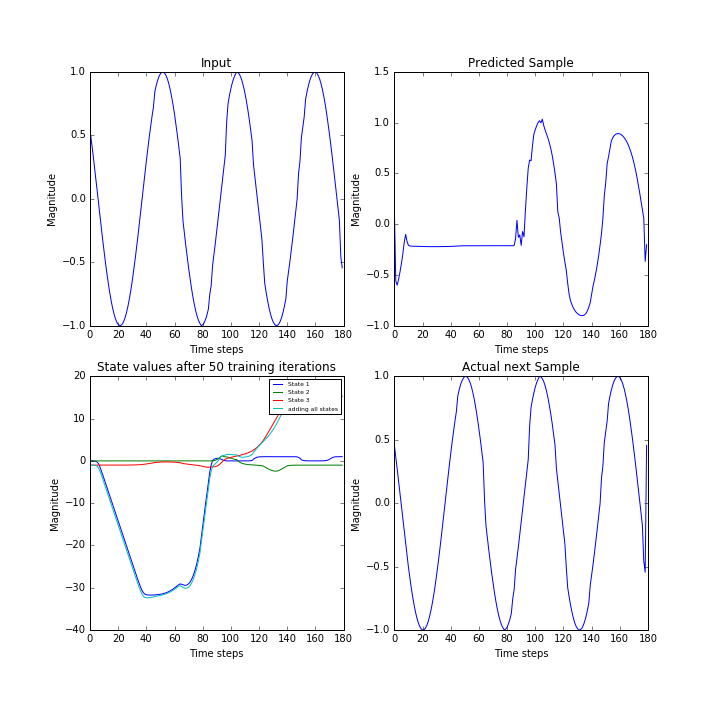 Input
Magnitude
1.0
0.5
0.0
−0.5
−1.0
0 20 40 60 80 100 120 140 160 180
Time steps
Predicted Sample
Magnitude
1.5
1.0
0.5
0.0
−0.5
−1.0
0 20 40 60 80 100 120 140 160 180
Time steps
State values after 50 training iterations
Magnitude
20
10
0
−10
−20
−30
−40
State 1
State 2
State 3
adding all states
0 20 40 60 80 100 120 140 160 180
Time steps
Actual next Sample
Magnitude
1.0
0.5
0.0
−0.5
−1.0
0 20 40 60 80 100 120 140 160 180
Time steps